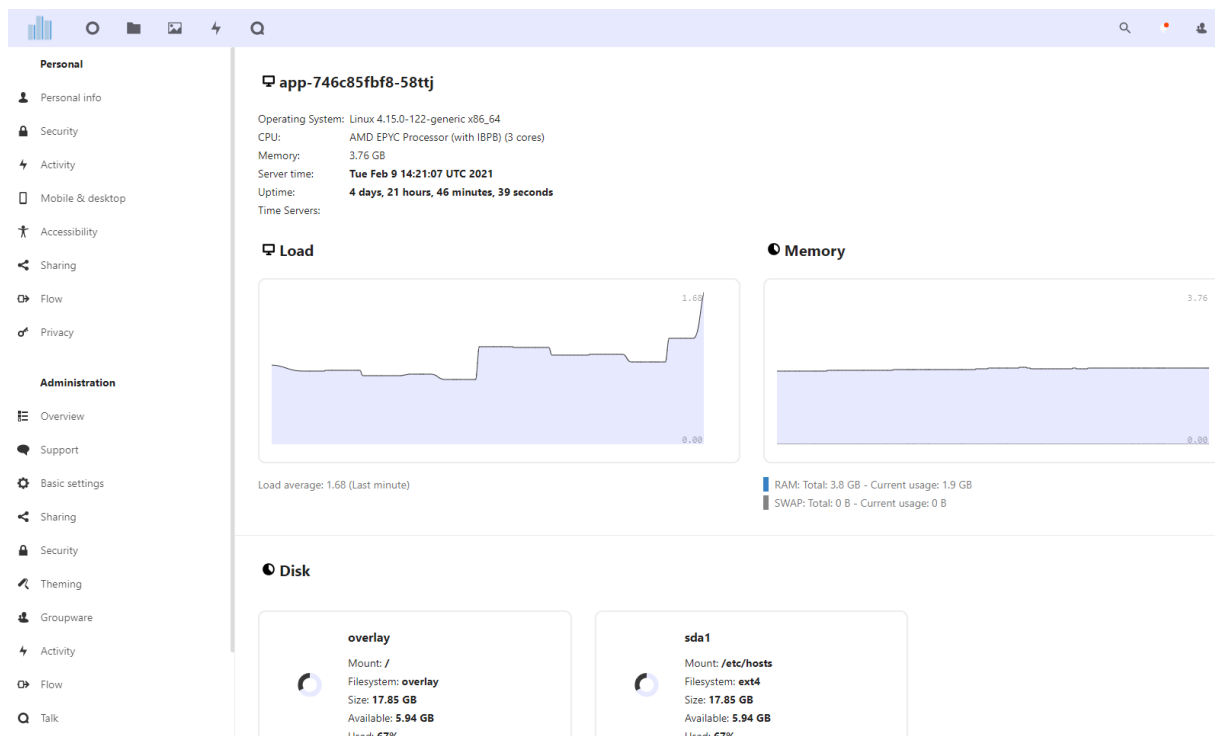 Personal
Personal info
Security
Activity
Mobile & desktop
Accessibility
Sharing
Flow
Privacy
Administration
Overview
Support
Basic settings
Sharing
Security
Theming
Groupware
Activity
Flow
Talk
app-746c85fbf8-58ttj
Operating System: Linux 4.15.0-122-generic x86_64
CPU: AMD EPYC Processor (with IBPB) (3 cores)
Memory: 3.76 GB
Server time: Tue Feb 9 14:21:07 UTC 2021
Uptime: 4 days, 21 hours, 46 minutes, 39 seconds
Time Servers:
Load
1.68
0.00
Load average: 1.68 (Last minute)
Memory
3.76
0.00
RAM: Total: 3.8 GB - Current usage: 1.9 GB
SWAP: Total: 0 B - Current usage: 0 B
Disk
overlay
Mount: /
Filesystem: overlay
Size: 17.85 GB
Available: 5.94 GB
Used: 67%
sda1
Mount: /etc/hosts
Filesystem: ext4
Size: 17.85 GB
Available: 5.94 GB
Used: 67%